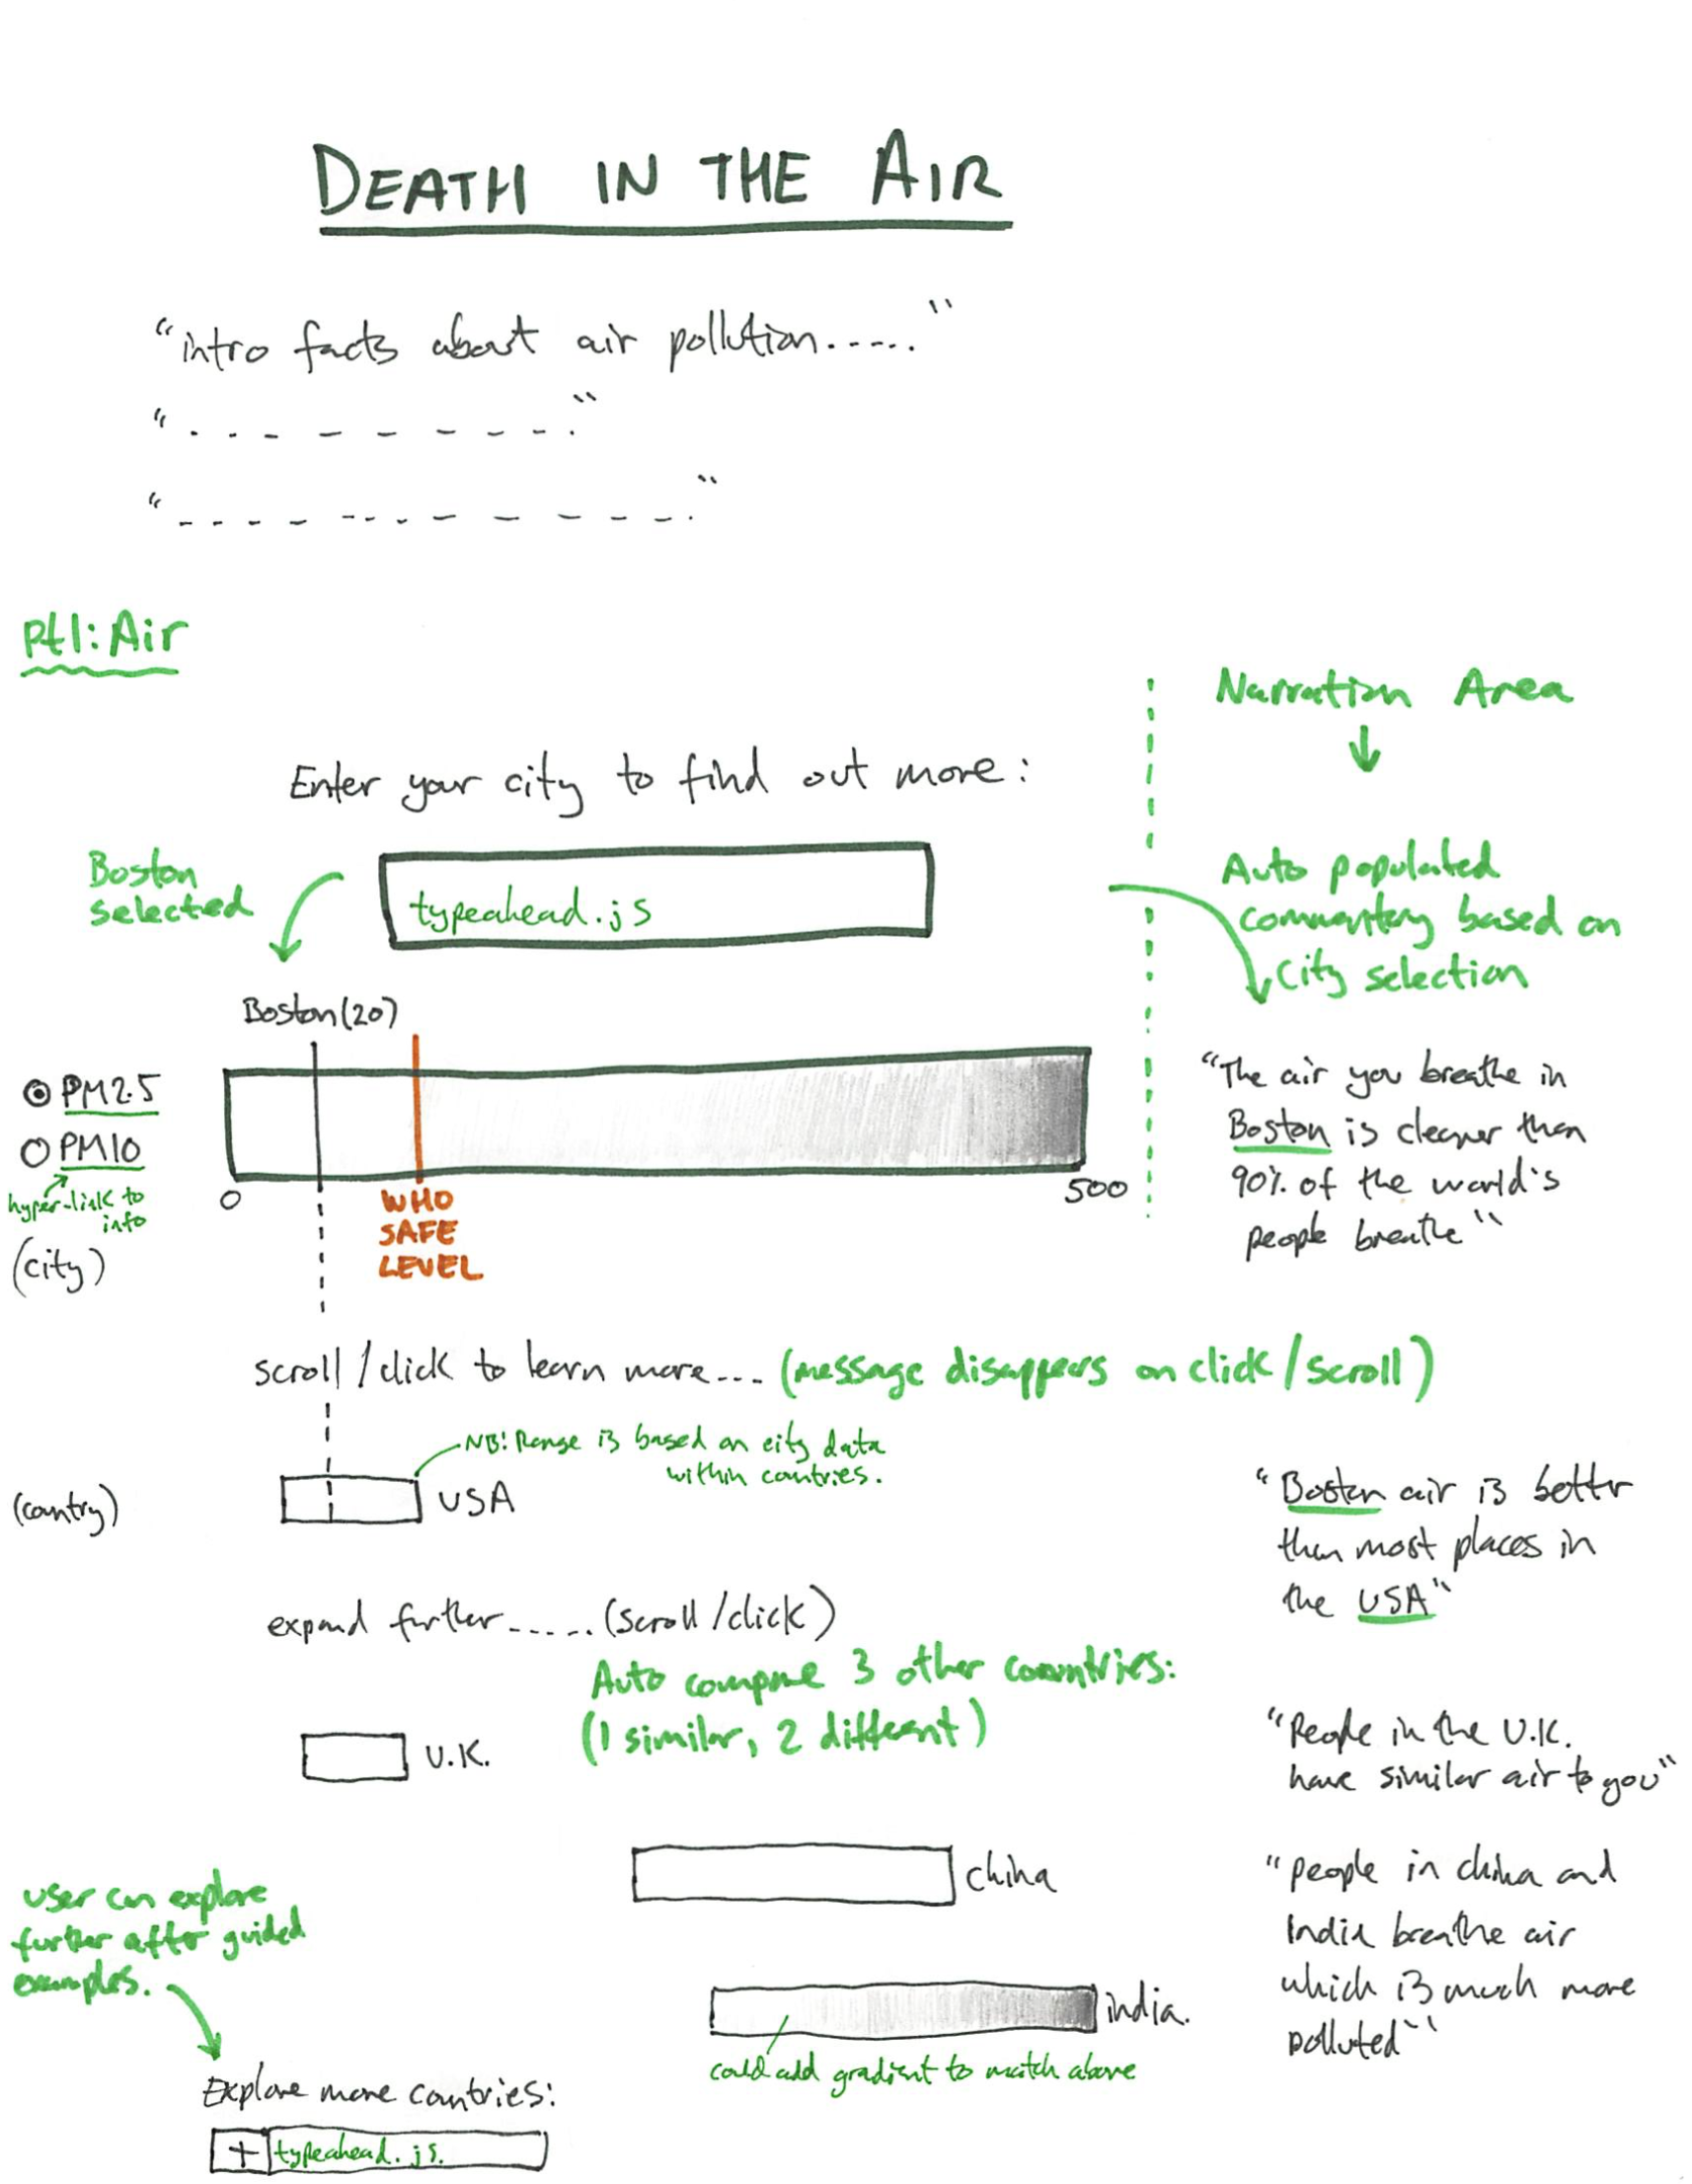 DEATH IN THE AIR
"intro facts about air pollution....."
pt1: Air
Narration Area
Enter your city to find out more:
Boston
selected
typeahead.js
Auto populated
commentary based on
City selection
Boston (20)
PM2.5
PM10
hyper-link to
info
(city)
0
WHO
SAFE
LEVEL
500
"The air you breathe in
Boston is cleaner than
90% of the world's
people breathe"
scroll / click to learn more... (message disappears on click / scroll)
NB! Range is based on city data
within countries.
(country)
USA
"Boston air is better
than most places in
the USA"
expand further..... (scroll / click)
Auto compare 3 other countries:
(1 similar, 2 different)
U.K.
"People in the U.K.
have similar air to you"
China
"people in china and
India breathe air
which is much more
polluted"
user can explore
further after guided
examples.
india.
could add gradient to match above
Explore more countries:
+ typeahead.js.